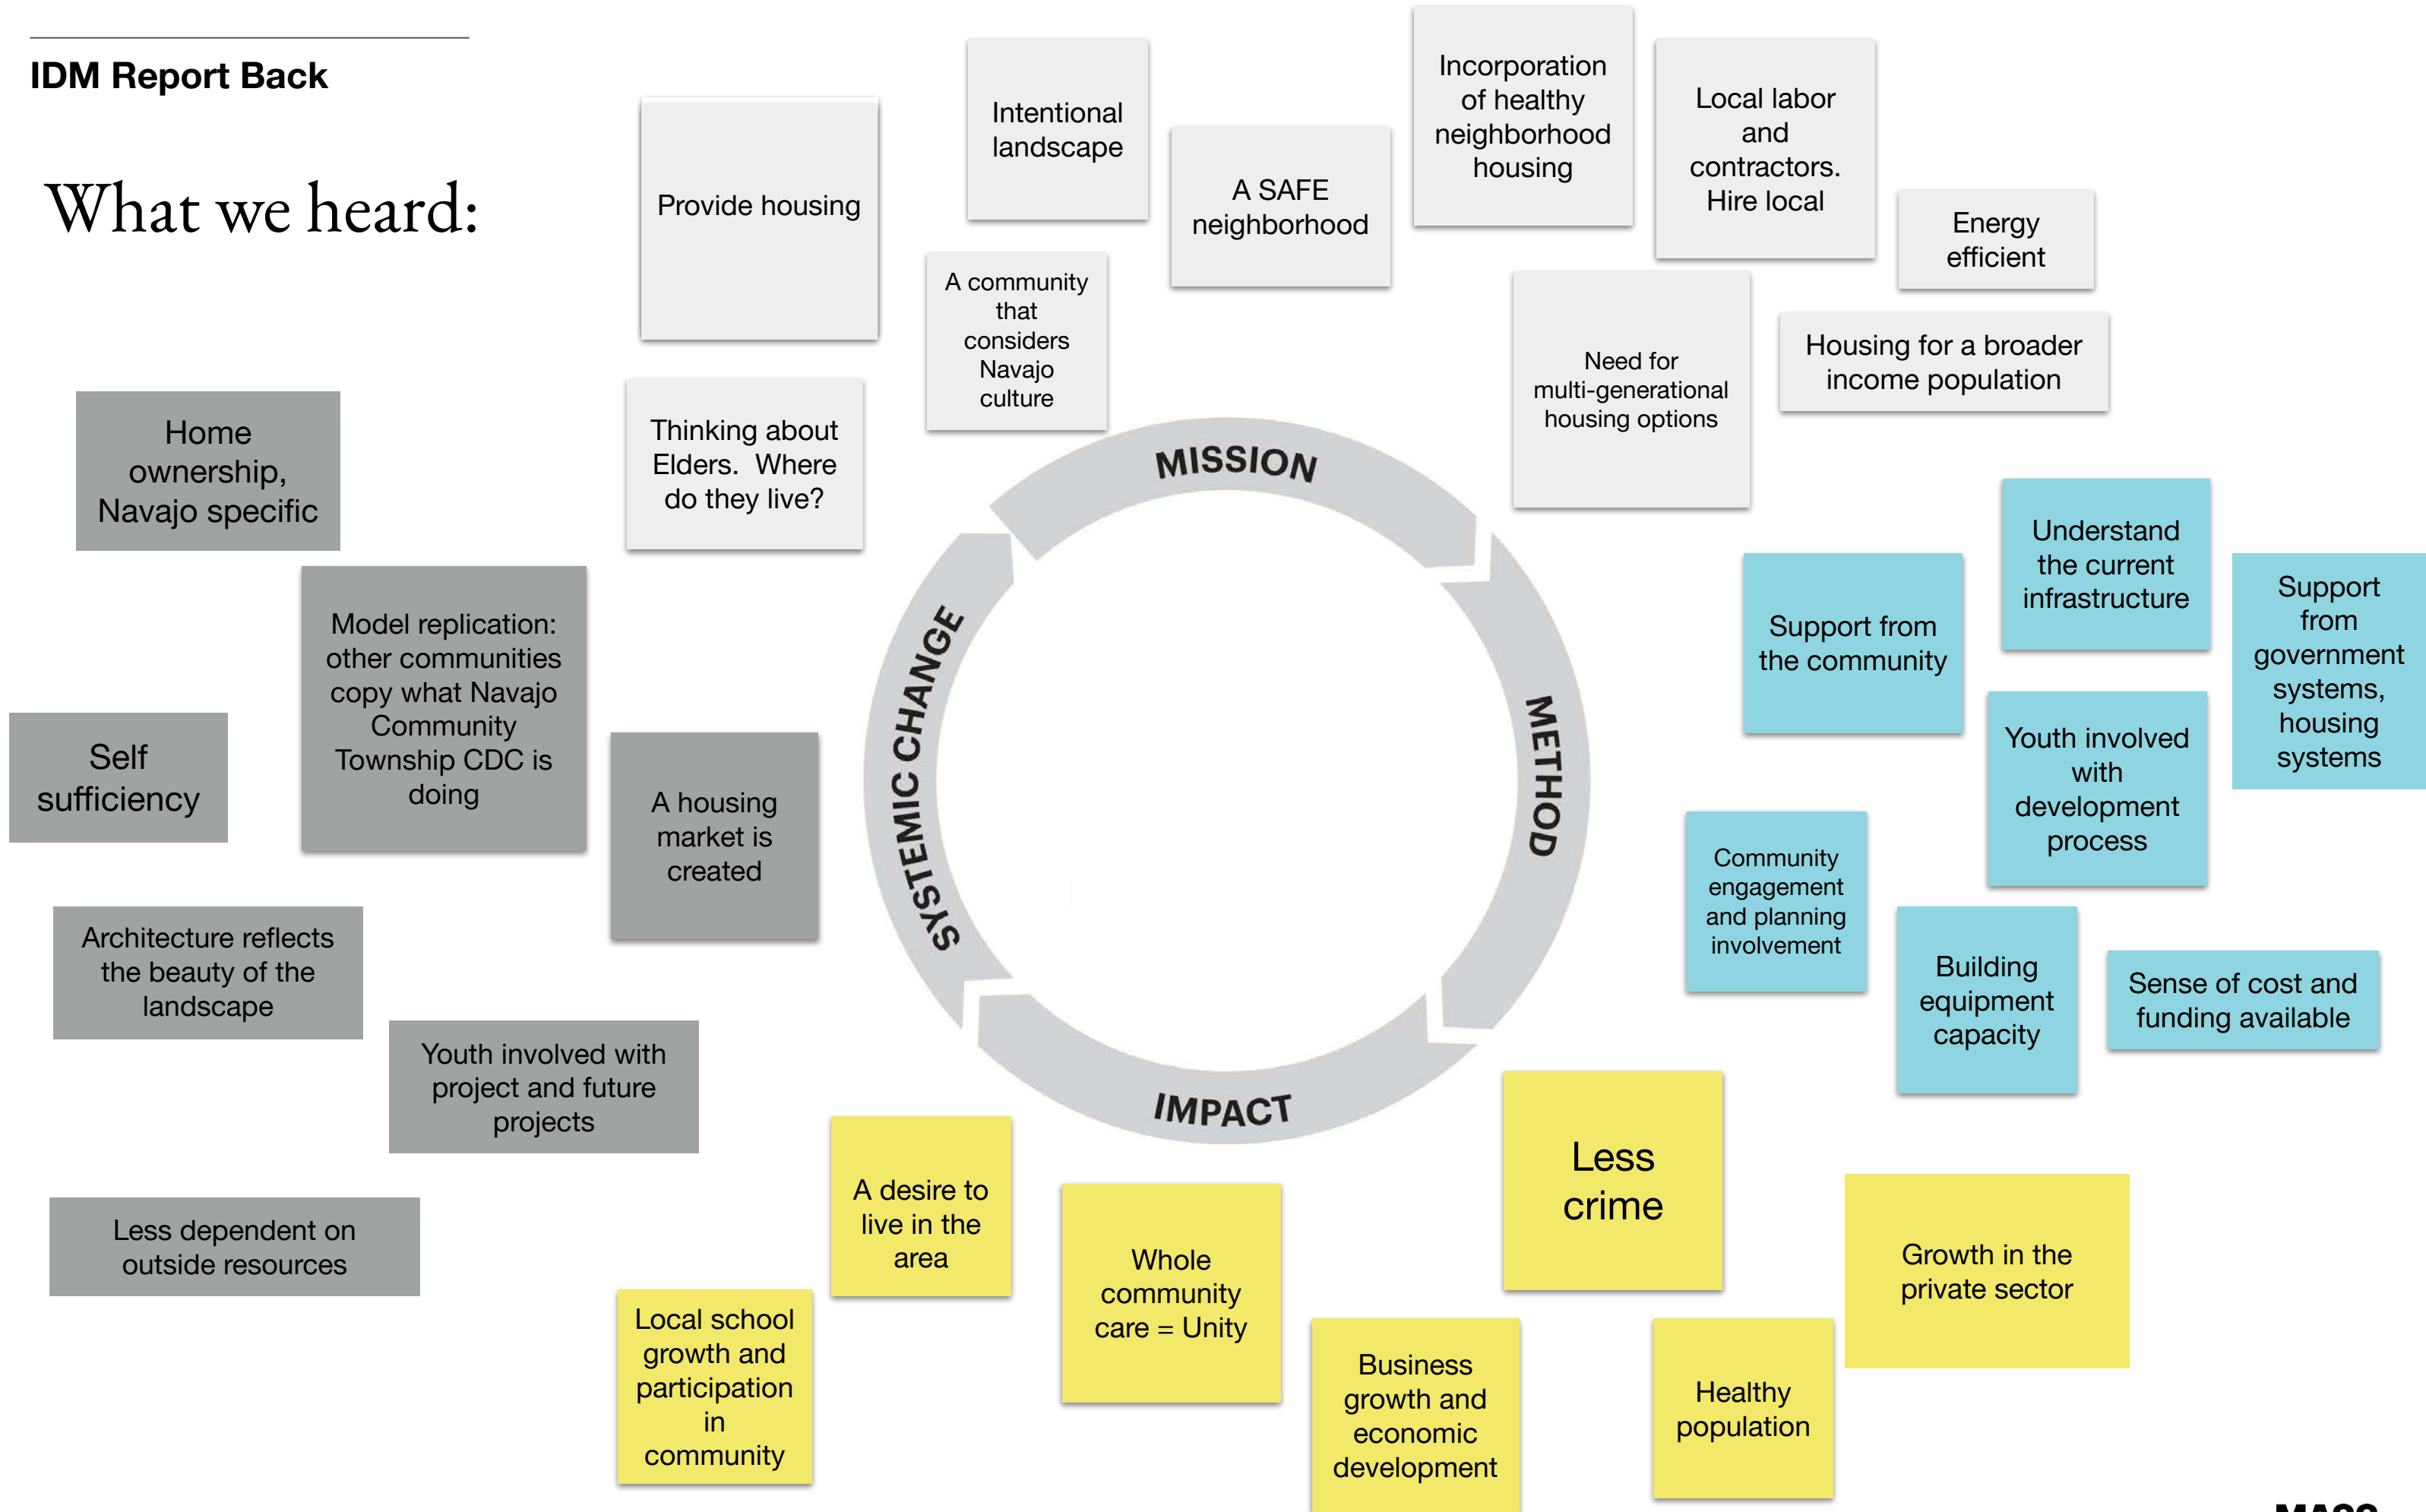 IDM Report Back
What we heard:
Provide housing
Intentional
landscape
A SAFE
neighborhood
Incorporation
of healthy
neighborhood
housing
Local labor
and
contractors.
Hire local
Energy
efficient
A community
that
considers
Navajo
culture
Need for
multi-generational
housing options
Housing for a broader
income population
Thinking about
Elders.  Where
do they live?
MISSION
METHOD
IMPACT
SYSTEMIC CHANGE
Understand
the current
infrastructure
Support from
the community
Support
from
government
systems,
housing
systems
Youth involved
with
development
process
Community
engagement
and planning
involvement
Building
equipment
capacity
Sense of cost and
funding available
Less
crime
Growth in the
private sector
Healthy
population
Business
growth and
economic
development
Whole
community
care = Unity
A desire to
live in the
area
Local school
growth and
participation
in
community
Home
ownership,
Navajo specific
Model replication:
other communities
copy what Navajo
Community
Township CDC is
doing
Self
sufficiency
A housing
market is
created
Architecture reflects
the beauty of the
landscape
Youth involved with
project and future
projects
Less dependent on
outside resources